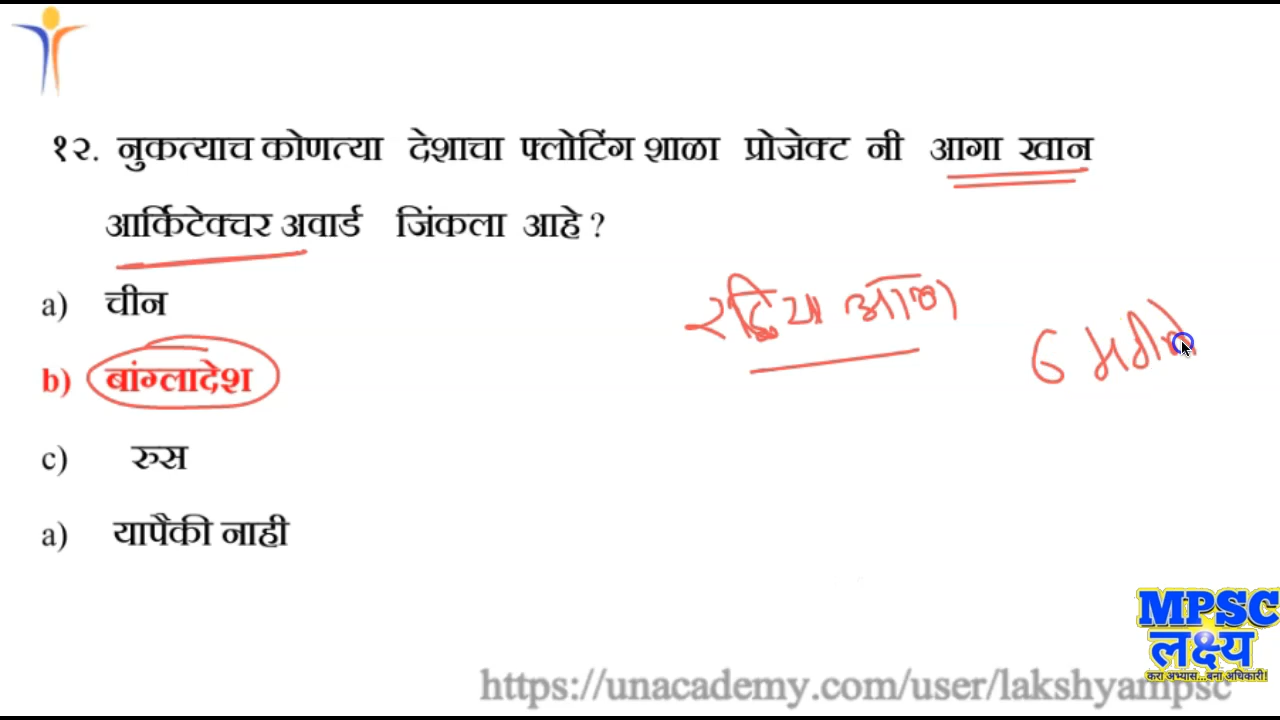 १२. नुकत्याच कोणत्या देशाचा फ्लोटिंग शाळा प्रोजेक्ट नी आगा खान
आर्किटेक्चर अवार्ड जिंकला आहे ?
a) चीन
b) बांग्लादेश
c) रुस
a) यापैकी नाही
MPSC
लक्ष्य
करा अभ्यास...बना अधिकारी!
https://unacademy.com/user/lakshyampsc